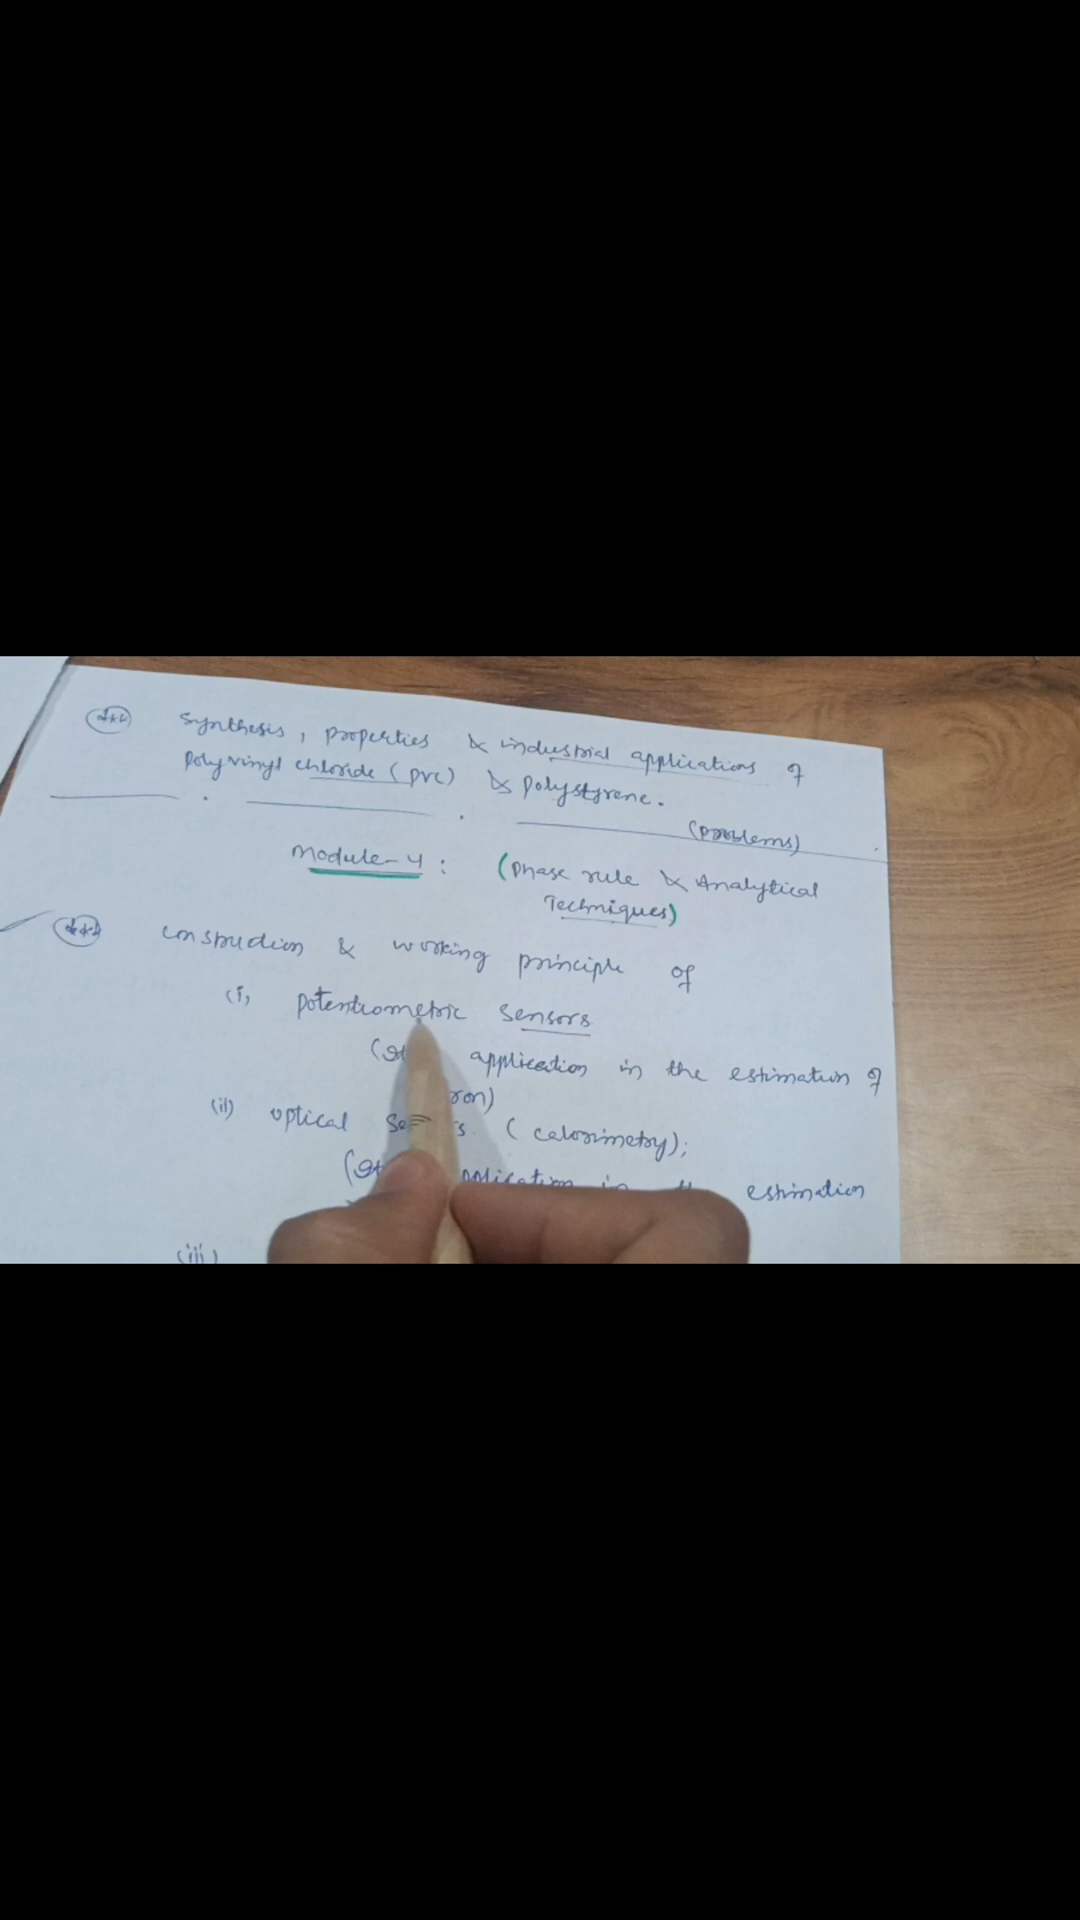 Synthesis, properties & industrial applications of
polyvinyl chloride (PVC) & polystyrene.
(problems)
Module-4 : (phase rule & Analytical
Techniques)
construction & working principle of
(i) potentiometric sensors
application in the estimation of
(ii) optical (calorimetry);
estimation
(iii)